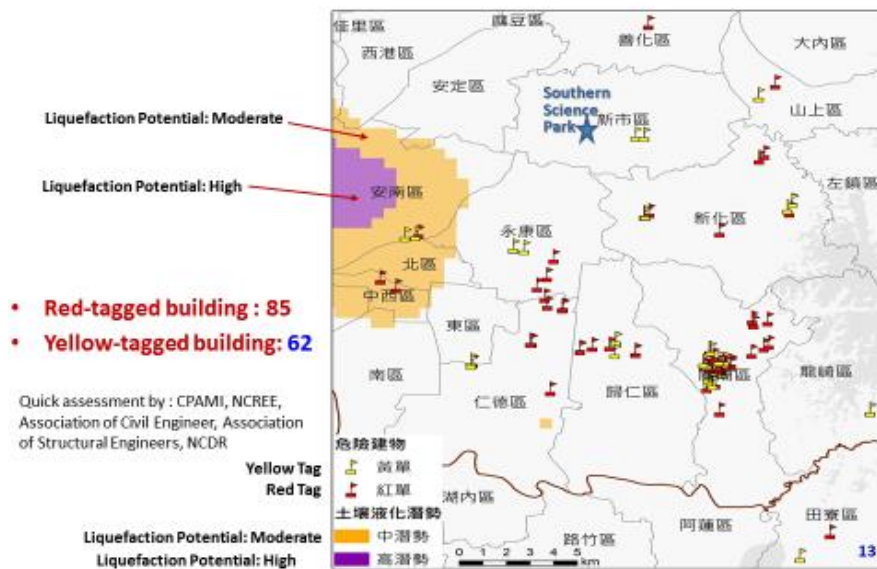 Liquefaction Potential: Moderate
Liquefaction Potential: High
• Red-tagged building : 85
• Yellow-tagged building: 62
Quick assessment by : CPAMI, NCREE,
Association of Civil Engineer, Association
of Structural Engineers, NCDR
Yellow Tag
Red Tag
Liquefaction Potential: Moderate
Liquefaction Potential: High
佳里區
西港區
麻豆區
善化區
大內區
安定區
Southern
Science
Park
新市區
山上區
安南區
左鎮區
永康區
新化區
北區
中西區
東區
南區
仁德區
歸仁區
龍崎區
危險建物
黃單
紅單
土壤液化潛勢
中潛勢
高潛勢
湖內區
路竹區
阿蓮區
田寮區
0 1 2 3 4 5
km
13